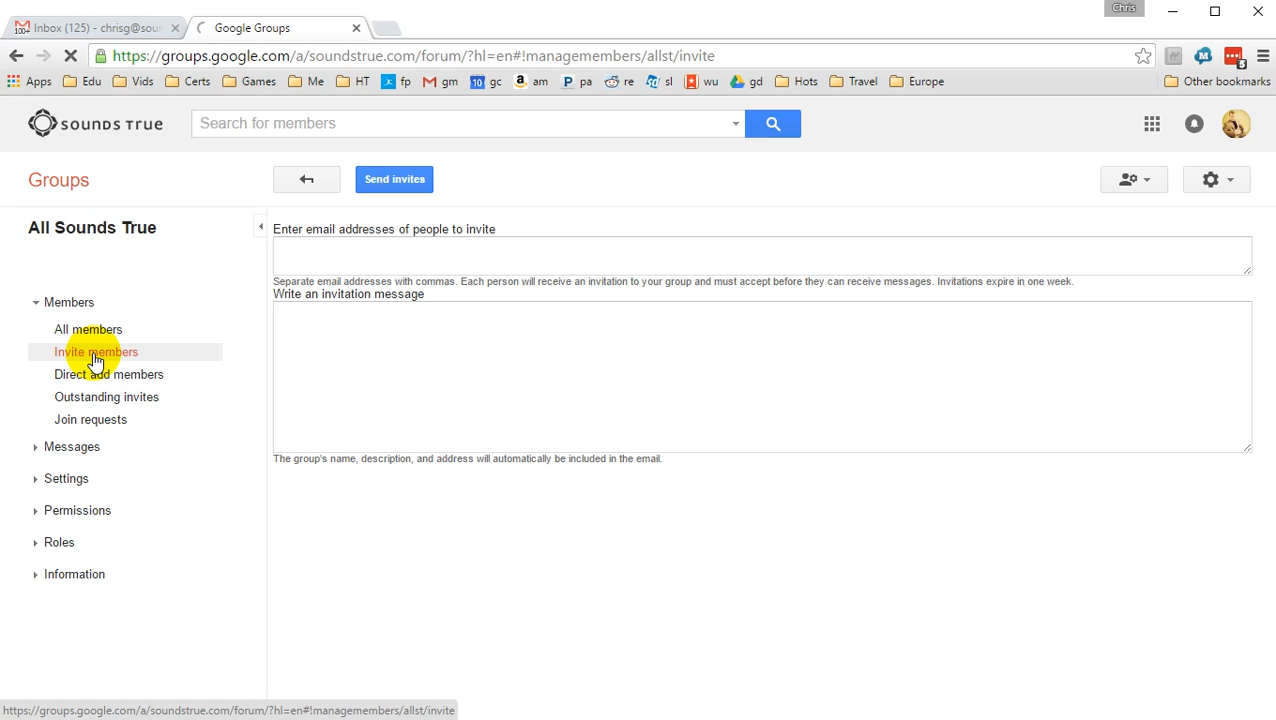 Chris
Inbox (125) - chrisg@soun
Google Groups
https://groups.google.com/a/soundstrue.com/forum/?hl=en#!managemembers/allst/invite
Apps Edu Vids Certs Games Me HT fp gm 10 gc am pa re sl wu gd Hots Travel Europe Other bookmarks
sounds true
Search for members
Groups
Send invites
All Sounds True
Enter email addresses of people to invite
Separate email addresses with commas. Each person will receive an invitation to your group and must accept before they can receive messages. Invitations expire in one week.
Write an invitation message
Members
All members
Invite members
Direct add members
Outstanding invites
Join requests
Messages
The group's name, description, and address will automatically be included in the email.
Settings
Permissions
Roles
Information
https://groups.google.com/a/soundstrue.com/forum/?hl=en#!managemembers/allst/invite